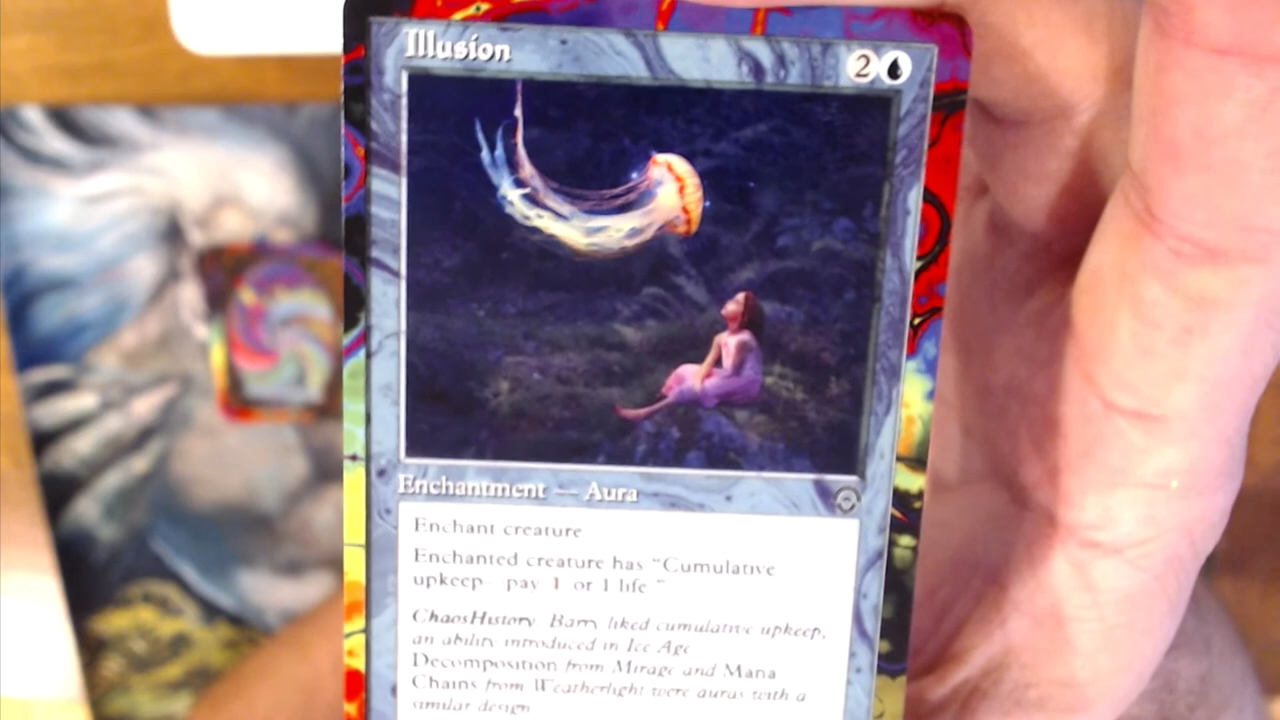 Illusion
2
Enchantment — Aura
Enchant creature
Enchanted creature has "Cumulative
upkeep– pay 1 or 1 life "
ChaosHistory Barry liked cumulative upkeep,
an ability introduced in Ice Age
Decomposition from Mirage and Mana
Chains from Weatherlight were auras with a
similar design